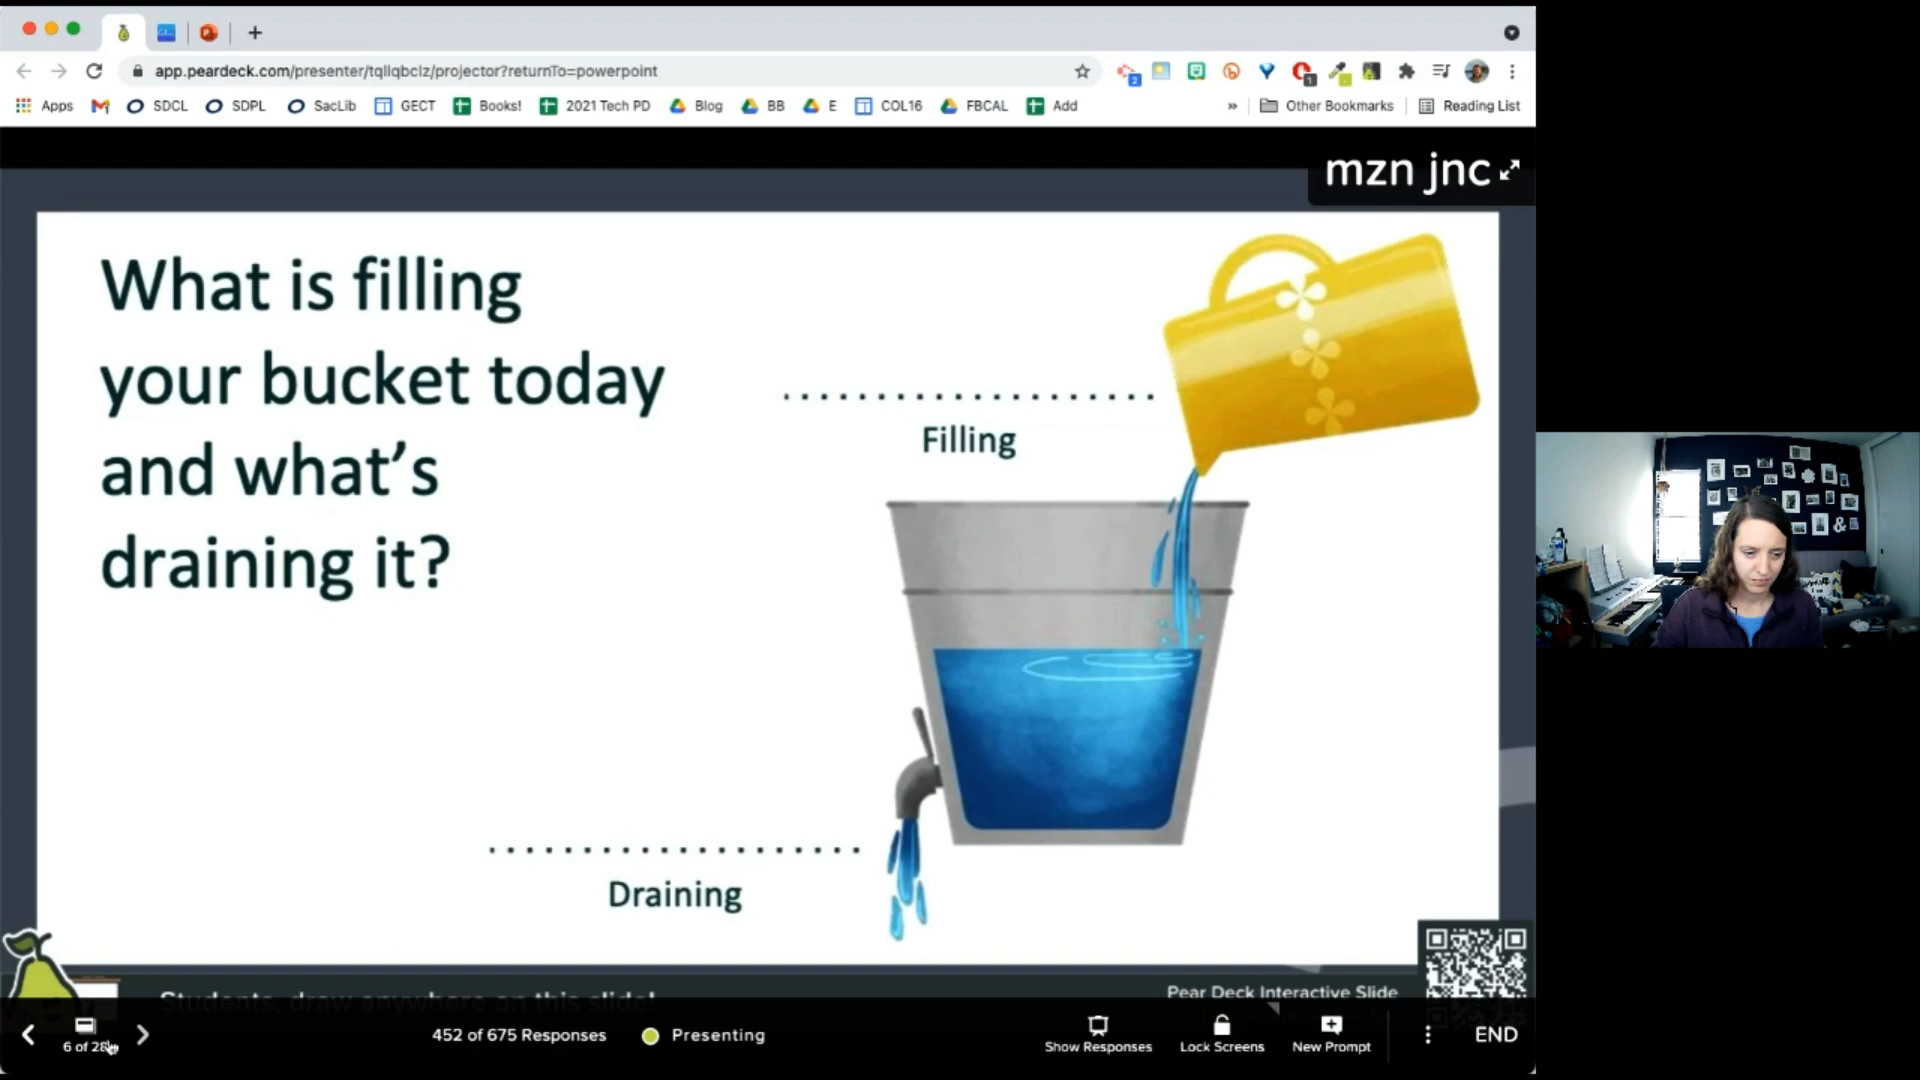 app.peardeck.com/presenter/tqllqbclz/projector?returnTo=powerpoint
Apps SDCL SDPL SacLib GECT Books! 2021 Tech PD Blog BB E COL16 FBCAL Add » Other Bookmarks Reading List
mzn jnc
What is filling
your bucket today
and what's
draining it?
Filling
Draining
Students, draw anywhere on this slide!
Pear Deck Interactive Slide
6 of 28
452 of 675 Responses
Presenting
Show Responses
Lock Screens
New Prompt
END